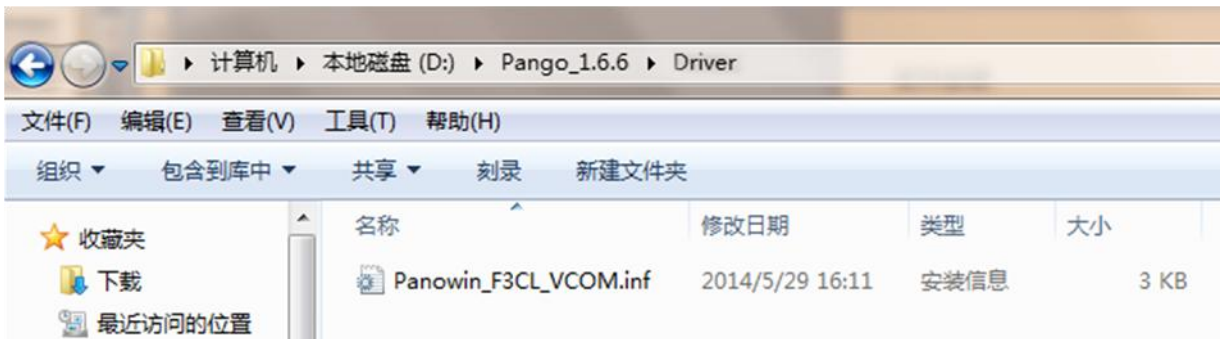 计算机 ▸ 本地磁盘 (D:) ▸ Pango_1.6.6 ▸ Driver
文件(F) 编辑(E) 查看(V) 工具(T) 帮助(H)
组织 包含到库中 共享 刻录 新建文件夹
收藏夹 名称 修改日期 类型 大小
下载 Panowin_F3CL_VCOM.inf 2014/5/29 16:11 安装信息 3 KB
最近访问的位置